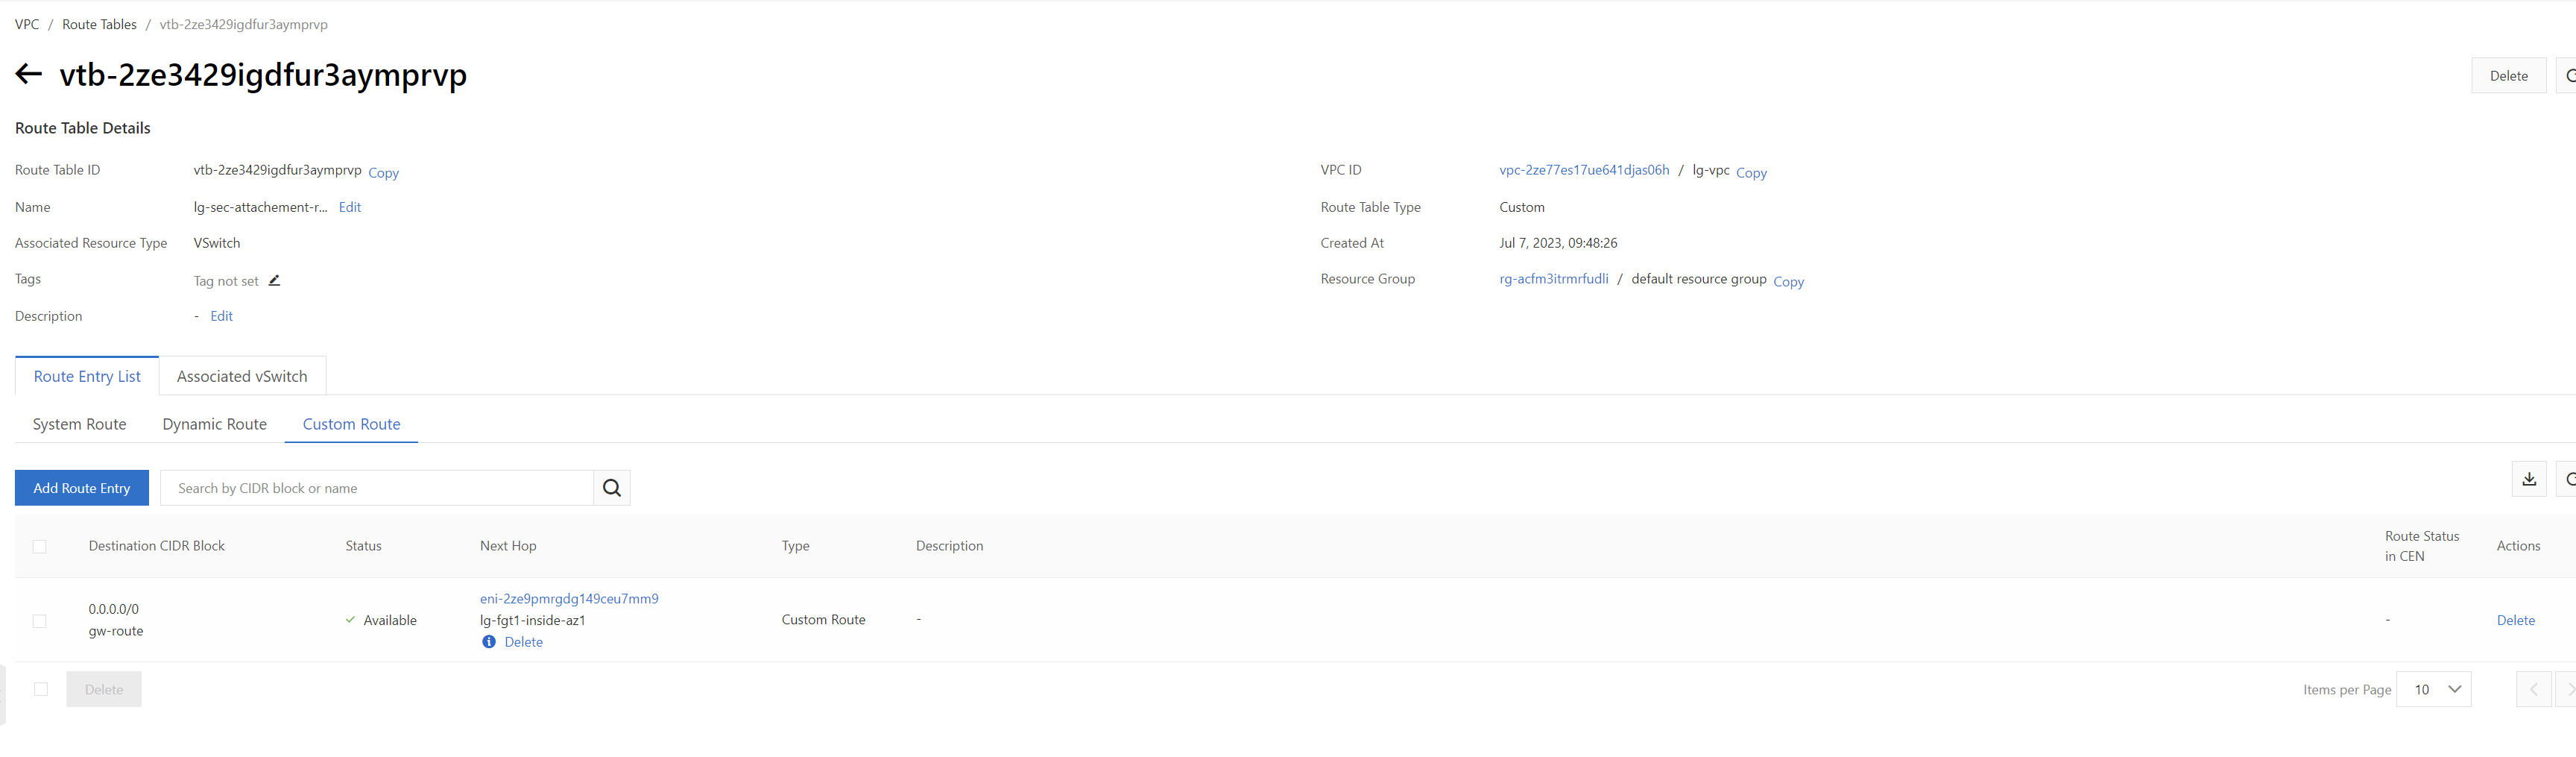 VPC / Route Tables / vtb-2ze3429igdfur3aymprvp
vtb-2ze3429igdfur3aymprvp
Delete
Route Table Details
Route Table ID vtb-2ze3429igdfur3aymprvp Copy
VPC ID vpc-2ze77es17ue641djas06h / lg-vpc Copy
Name lg-sec-attachement-r... Edit
Route Table Type Custom
Associated Resource Type VSwitch
Created At Jul 7, 2023, 09:48:26
Tags Tag not set
Resource Group rg-acfm3itrmrfudli / default resource group Copy
Description - Edit
Route Entry List Associated vSwitch
System Route Dynamic Route Custom Route
Add Route Entry Search by CIDR block or name
Destination CIDR Block Status Next Hop Type Description Route Status in CEN Actions
0.0.0.0/0
gw-route
Available
eni-2ze9pmrgdg149ceu7mm9
lg-fgt1-inside-az1
Delete
Custom Route - - Delete
Delete Items per Page 10